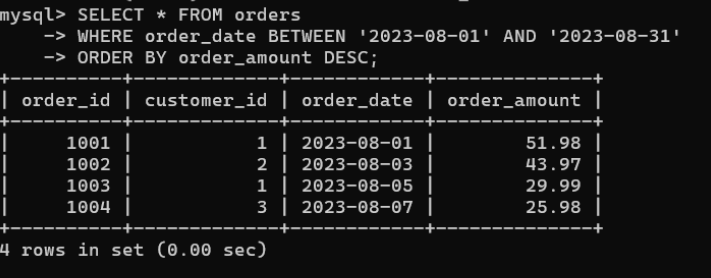 mysql> SELECT * FROM orders
    -> WHERE order_date BETWEEN '2023-08-01' AND '2023-08-31'
    -> ORDER BY order_amount DESC;
+----------+-------------+------------+--------------+
| order_id | customer_id | order_date | order_amount |
+----------+-------------+------------+--------------+
|     1001 |           1 | 2023-08-01 |        51.98 |
|     1002 |           2 | 2023-08-03 |        43.97 |
|     1003 |           1 | 2023-08-05 |        29.99 |
|     1004 |           3 | 2023-08-07 |        25.98 |
+----------+-------------+------------+--------------+
4 rows in set (0.00 sec)